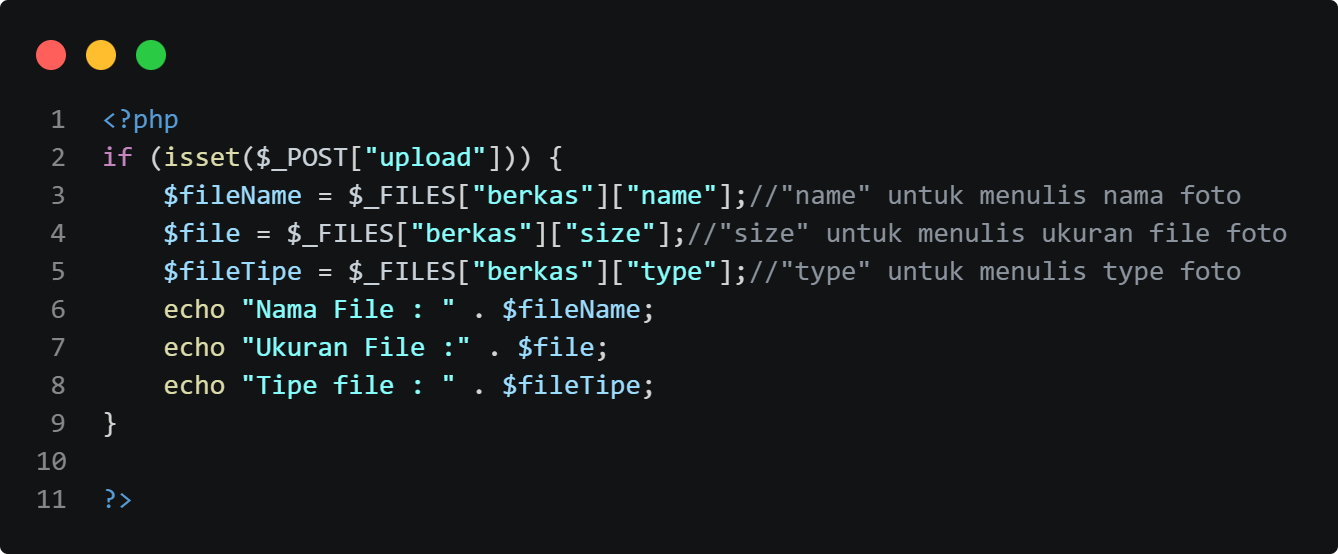 1 <?php
2 if (isset($_POST["upload"])) {
3     $fileName = $_FILES["berkas"]["name"];//"name" untuk menulis nama foto
4     $file = $_FILES["berkas"]["size"];//"size" untuk menulis ukuran file foto
5     $fileTipe = $_FILES["berkas"]["type"];//"type" untuk menulis type foto
6     echo "Nama File : " . $fileName;
7     echo "Ukuran File :" . $file;
8     echo "Tipe file : " . $fileTipe;
9 }
10
11 ?>